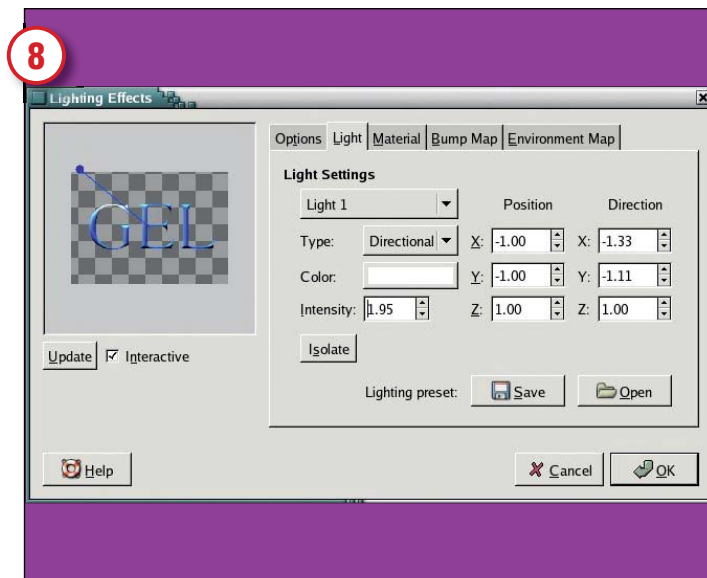 8
Lighting Effects
GEL
Update
Interactive
Options Light Material Bump Map Environment Map
Light Settings
Light 1 Position Direction
Type: Directional X: -1.00 X: -1.33
Color: Y: -1.00 Y: -1.11
Intensity: 1.95 Z: 1.00 Z: 1.00
Isolate
Lighting preset: Save Open
Help Cancel OK